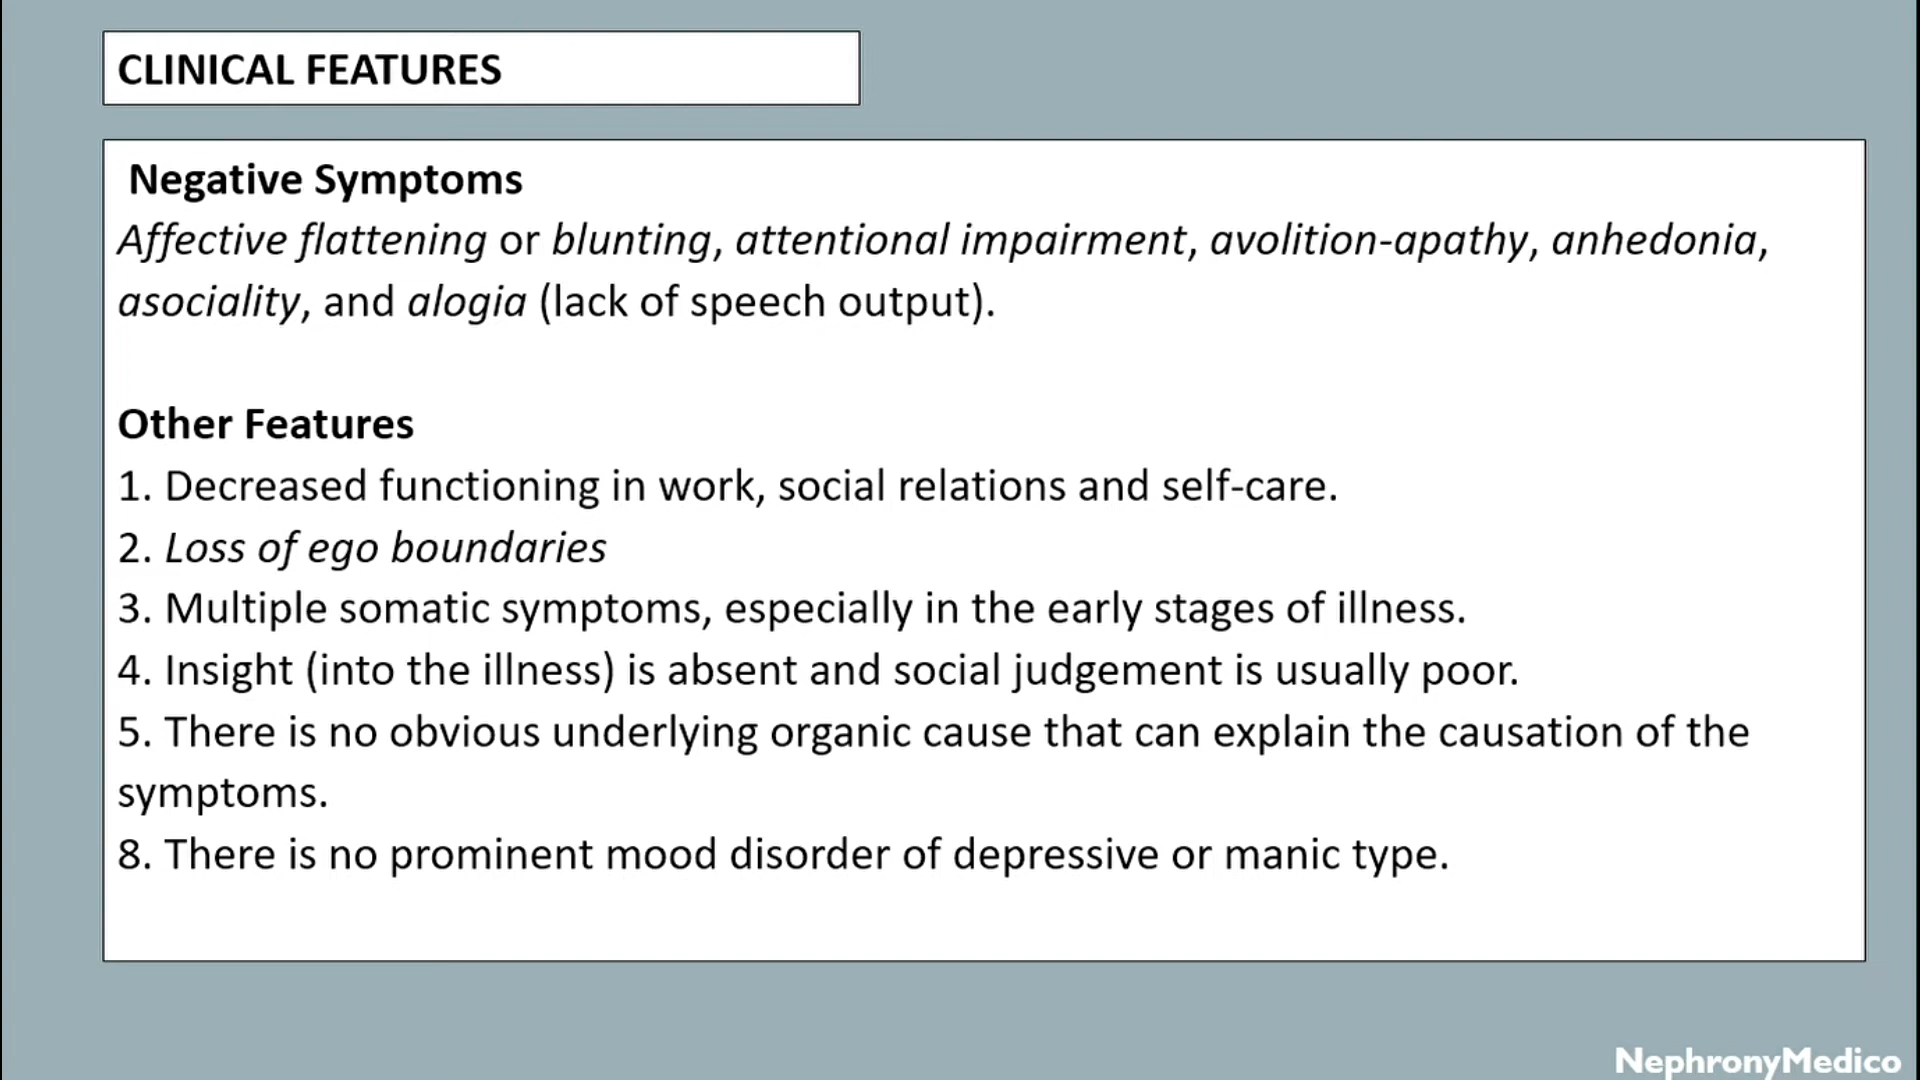 CLINICAL FEATURES
Negative Symptoms
Affective flattening or blunting, attentional impairment, avolition-apathy, anhedonia,
asociality, and alogia (lack of speech output).
Other Features
1. Decreased functioning in work, social relations and self-care.
2. Loss of ego boundaries
3. Multiple somatic symptoms, especially in the early stages of illness.
4. Insight (into the illness) is absent and social judgement is usually poor.
5. There is no obvious underlying organic cause that can explain the causation of the
symptoms.
8. There is no prominent mood disorder of depressive or manic type.
NephronyMedico